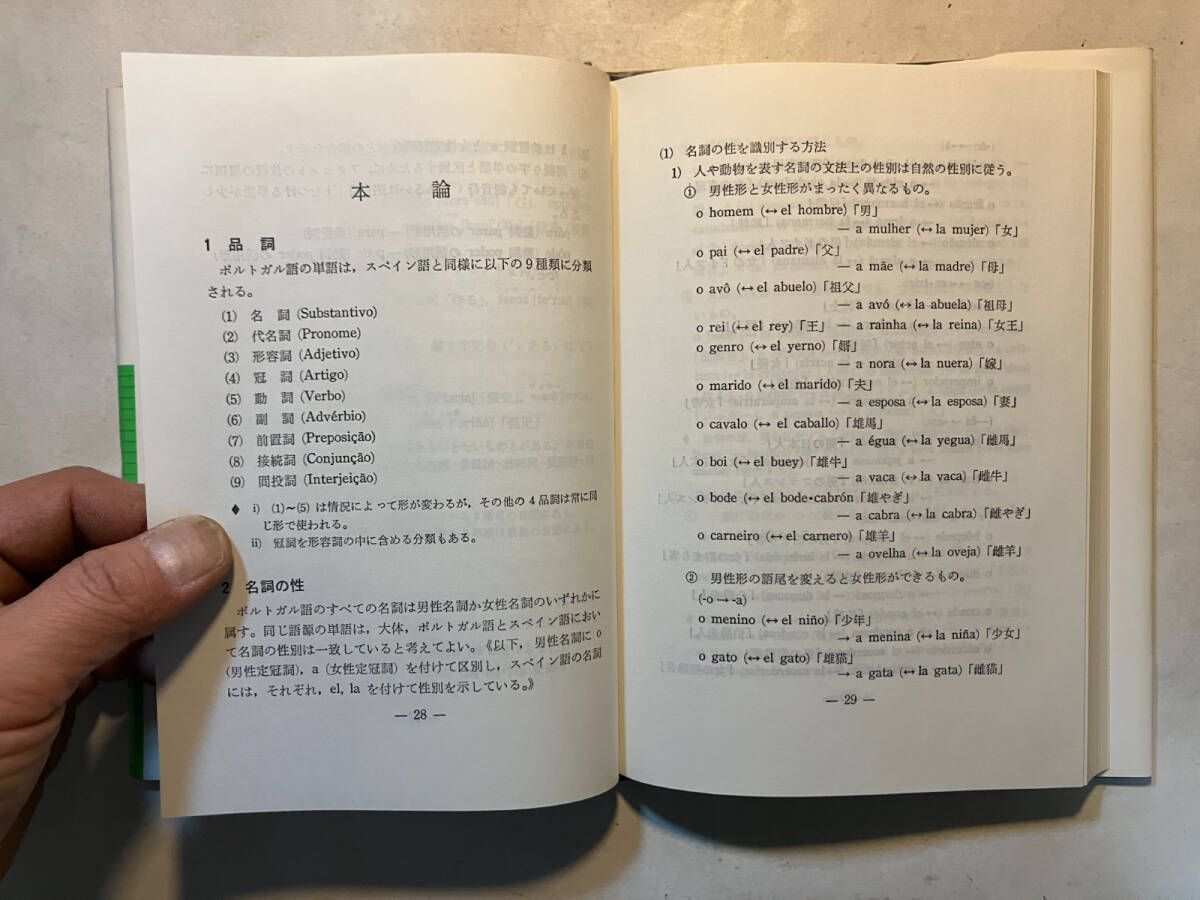 本 論
1 品 詞
ポルトガル語の単語は，スペイン語と同様に以下の9種類に分類
される。
(1) 名 詞 (Substantivo)
(2) 代名詞 (Pronome)
(3) 形容詞 (Adjetivo)
(4) 冠 詞 (Artigo)
(5) 動 詞 (Verbo)
(6) 副 詞 (Advérbio)
(7) 前置詞 (Preposição)
(8) 接続詞 (Conjunção)
(9) 間投詞 (Interjeição)
◆ i) (1)～(5) は情況によって形が変わるが，その他の4品詞は常に同
じ形で使われる。
ii) 冠詞を形容詞の中に含める分類もある。
2 名詞の性
ポルトガル語のすべての名詞は男性名詞か女性名詞のいずれかに
属す。同じ語源の単語は，大体，ポルトガル語とスペイン語におい
て名詞の性別は一致していると考えてよい。《以下，男性名詞に o
(男性定冠詞)，a (女性定冠詞) を付けて区別し，スペイン語の名詞
には，それぞれ，el, la を付けて性別を示している。》
— 28 —
(1) 名詞の性を識別する方法
1) 人や動物を表す名詞の文法上の性別は自然の性別に従う。
① 男性形と女性形がまったく異なるもの。
o homem (↔el hombre)「男」
— a mulher (↔la mujer)「女」
o pai (↔el padre)「父」
— a mãe (↔la madre)「母」
o avô (↔el abuelo)「祖父」
— a avó (↔la abuela)「祖母」
o rei (↔el rey)「王」 — a rainha (↔la reina)「女王」
o genro (↔el yerno)「婿」
— a nora (↔la nuera)「嫁」
o marido (↔el marido)「夫」
— a esposa (↔la esposa)「妻」
o cavalo (↔el caballo)「雄馬」
— a égua (↔la yegua)「雌馬」
o boi (↔el buey)「雄牛」
— a vaca (↔la vaca)「雌牛」
o bode (↔el bode・cabrón)「雄やぎ」
— a cabra (↔la cabra)「雌やぎ」
o carneiro (↔el carnero)「雄羊」
— a ovelha (↔la oveja)「雌羊」
② 男性形の語尾を変えると女性形ができるもの。
(-o→-a)
o menino (↔el niño)「少年」
→ a menina (↔la niña)「少女」
o gato (↔el gato)「雄猫」
→ a gata (↔la gata)「雌猫」
— 29 —